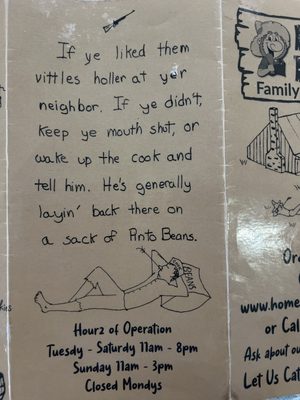 If ye liked them
vittles holler at yer
neighbor. If ye didn't,
keep ye mouth shut, or
wake up the cook and
tell him. He's generally
layin' back there on
a sack of Pinto Beans.
BEANS
Hourz of Operation
Tuesdy - Saturdy 11am - 8pm
Sunday 11am - 3pm
Closed Mondys
Family
www.home
or Cal
Ask about ou
Let Us Cat